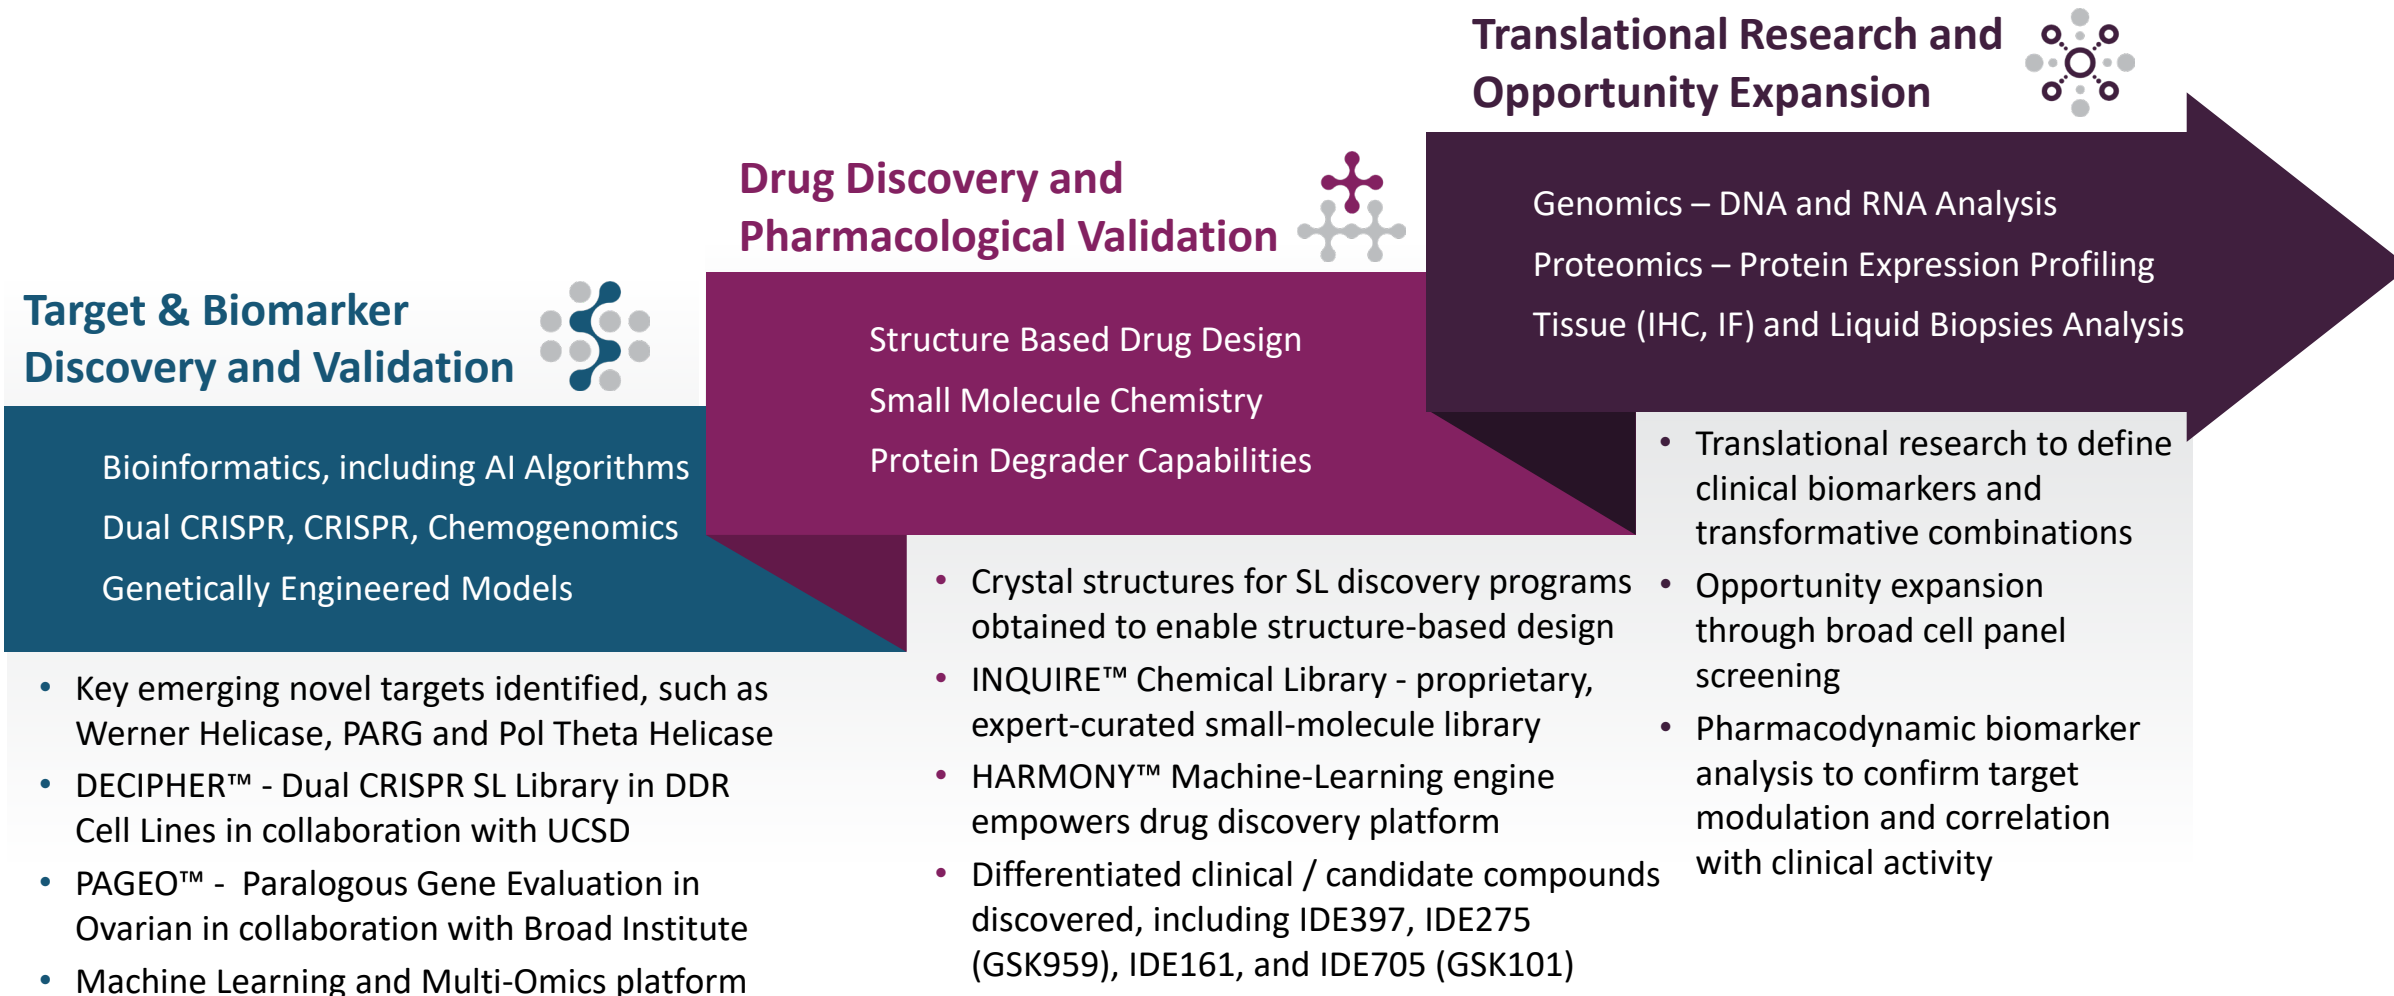 Target & Biomarker
Discovery and Validation
Bioinformatics, including AI Algorithms
Dual CRISPR, CRISPR, Chemogenomics
Genetically Engineered Models
• Key emerging novel targets identified, such as
Werner Helicase, PARG and Pol Theta Helicase
• DECIPHER™ - Dual CRISPR SL Library in DDR
Cell Lines in collaboration with UCSD
• PAGEO™ - Paralogous Gene Evaluation in
Ovarian in collaboration with Broad Institute
• Machine Learning and Multi-Omics platform
Drug Discovery and
Pharmacological Validation
Structure Based Drug Design
Small Molecule Chemistry
Protein Degrader Capabilities
• Crystal structures for SL discovery programs
obtained to enable structure-based design
• INQUIRE™ Chemical Library - proprietary,
expert-curated small-molecule library
• HARMONY™ Machine-Learning engine
empowers drug discovery platform
• Differentiated clinical / candidate compounds
discovered, including IDE397, IDE275
(GSK959), IDE161, and IDE705 (GSK101)
Translational Research and
Opportunity Expansion
Genomics – DNA and RNA Analysis
Proteomics – Protein Expression Profiling
Tissue (IHC, IF) and Liquid Biopsies Analysis
• Translational research to define
clinical biomarkers and
transformative combinations
• Opportunity expansion
through broad cell panel
screening
• Pharmacodynamic biomarker
analysis to confirm target
modulation and correlation
with clinical activity